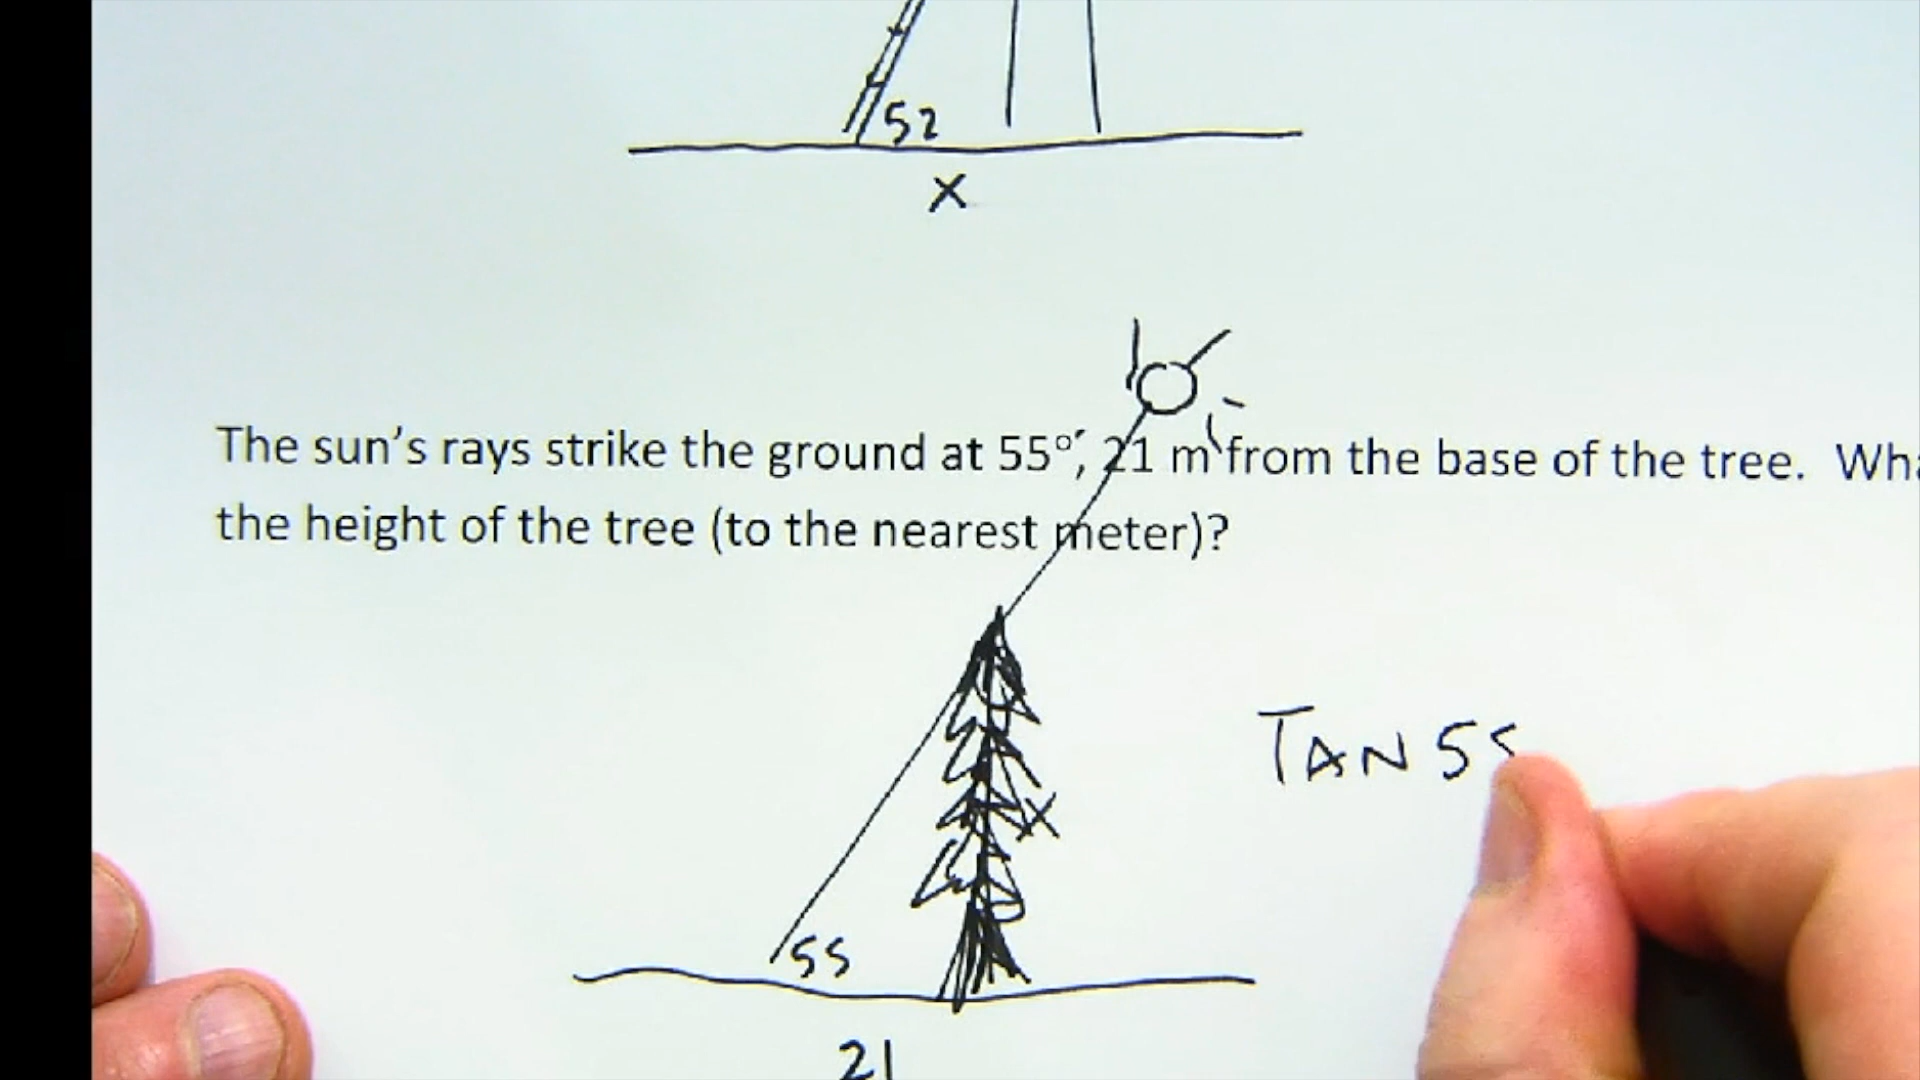 52
X
The sun's rays strike the ground at 55°, 21 m from the base of the tree.
the height of the tree (to the nearest meter)?
TAN 55
X
55
21